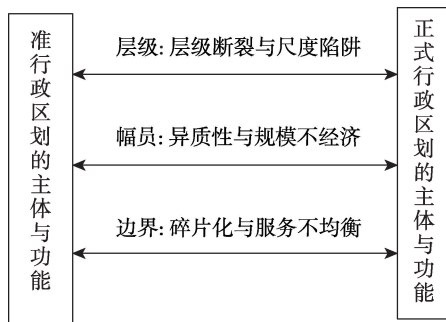 准行政区划的主体与功能
层级：层级断裂与尺度陷阱
幅员：异质性与规模不经济
边界：碎片化与服务不均衡
正式行政区划的主体与功能